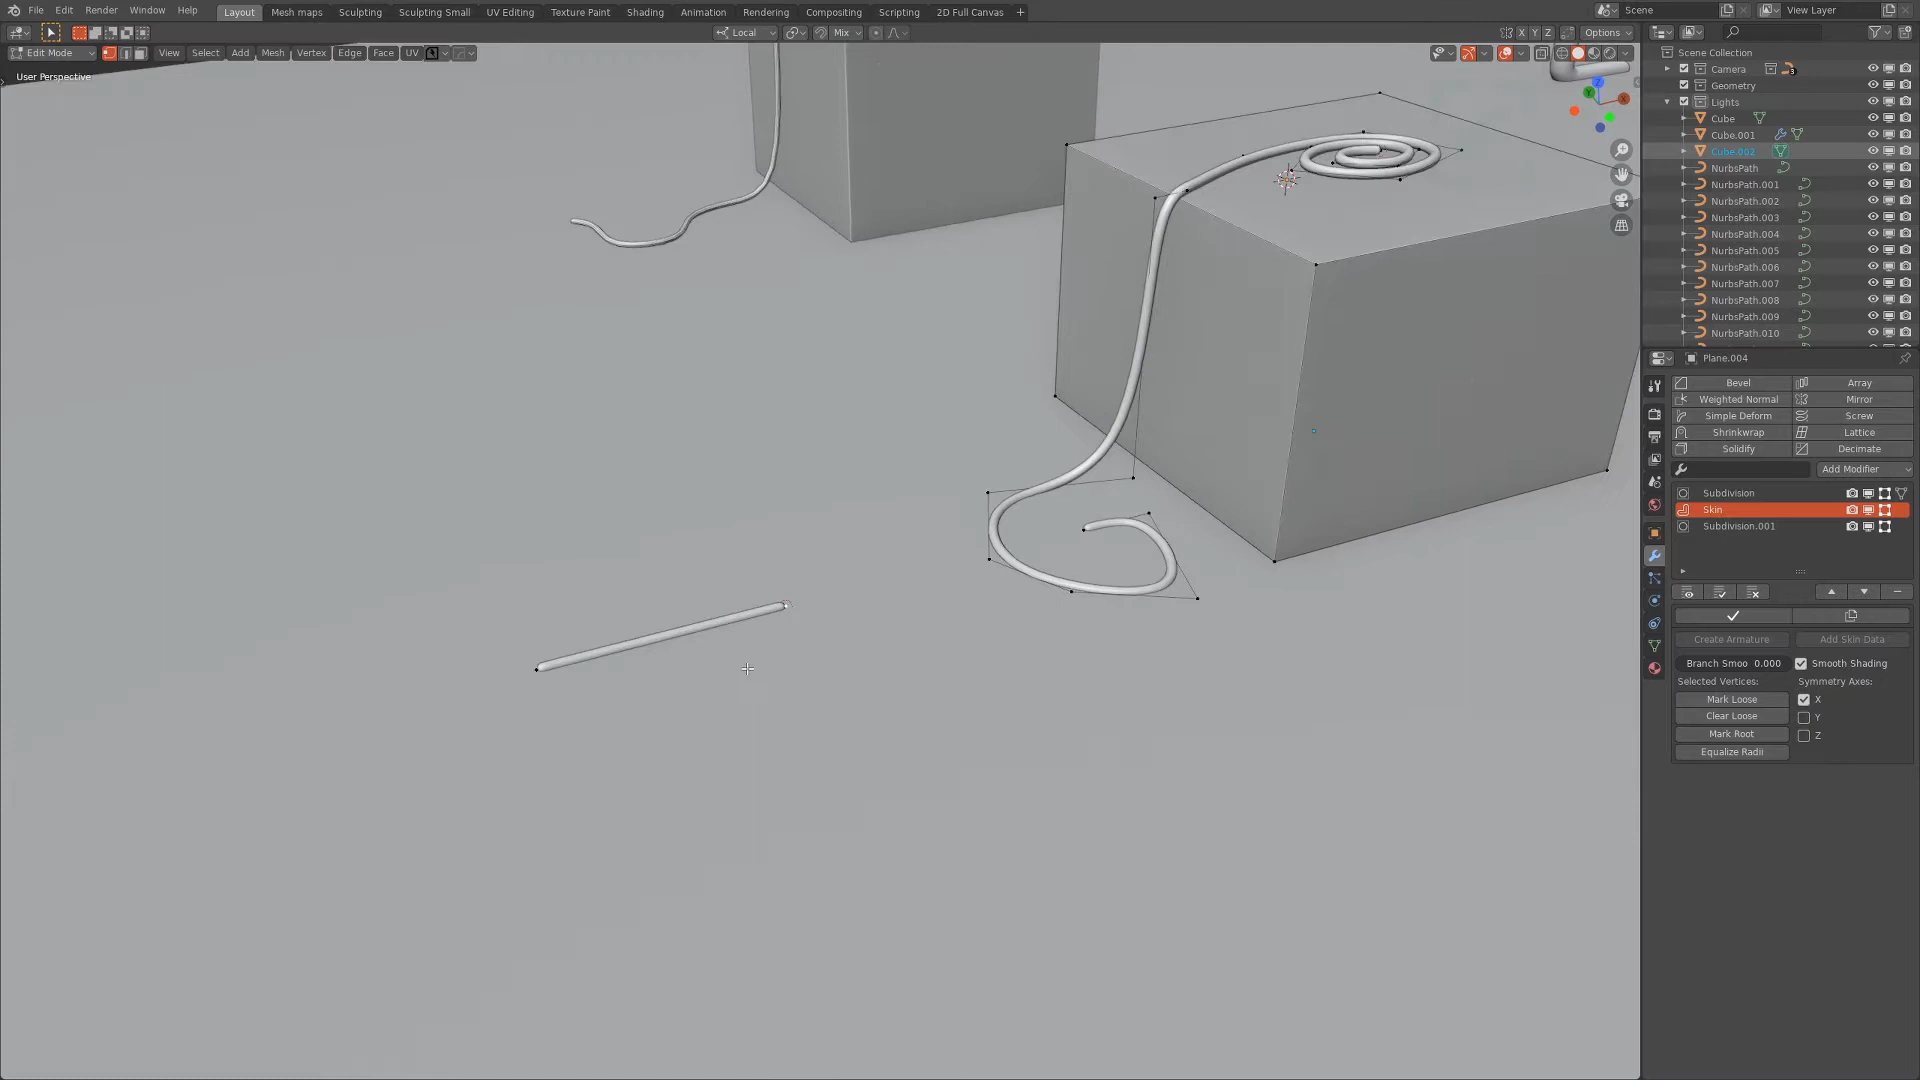 File Edit Render Window Help
Layout Mesh maps Sculpting Sculpting Small UV Editing Texture Paint Shading Animation Rendering Compositing Scripting 2D Full Canvas +
Scene
View Layer
Local
Mix
X Y Z
Options
Edit Mode
View Select Add Mesh Vertex Edge Face UV
User Perspective
Z
Y
X
Scene Collection
Camera
3
Geometry
Lights
Cube
Cube.001
Cube.002
NurbsPath
NurbsPath.001
NurbsPath.002
NurbsPath.003
NurbsPath.004
NurbsPath.005
NurbsPath.006
NurbsPath.007
NurbsPath.008
NurbsPath.009
NurbsPath.010
Plane.004
Bevel Array
Weighted Normal Mirror
Simple Deform Screw
Shrinkwrap Lattice
Solidify Decimate
Add Modifier
Subdivision
Skin
Subdivision.001
Create Armature Add Skin Data
Branch Smoo 0.000 Smooth Shading
Selected Vertices: Symmetry Axes:
Mark Loose X
Clear Loose Y
Mark Root Z
Equalize Radii